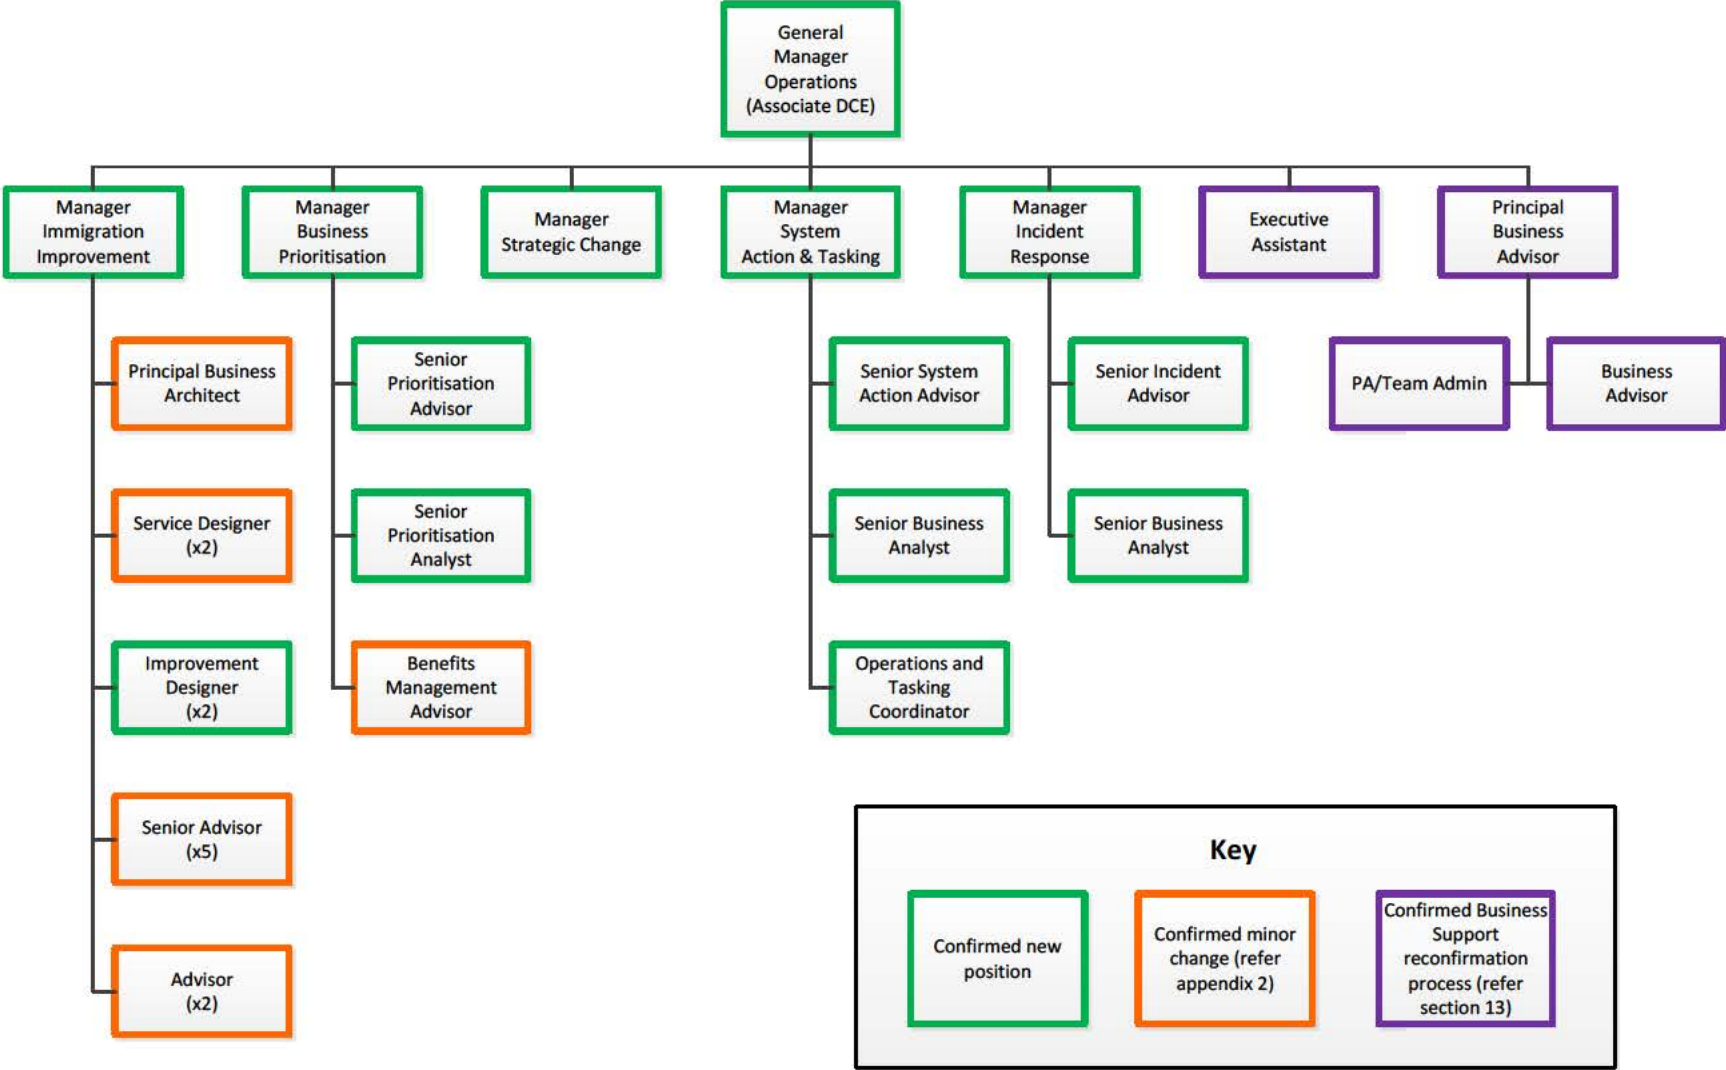 General
Manager
Operations
(Associate DCE)
Manager
Immigration
Improvement
Manager
Business
Prioritisation
Manager
Strategic Change
Manager
System
Action & Tasking
Manager
Incident
Response
Executive
Assistant
Principal
Business
Advisor
Principal Business
Architect
Senior
Prioritisation
Advisor
Senior System
Action Advisor
Senior Incident
Advisor
PA/Team Admin
Business
Advisor
Service Designer
(x2)
Senior
Prioritisation
Analyst
Senior Business
Analyst
Senior Business
Analyst
Improvement
Designer
(x2)
Benefits
Management
Advisor
Operations and
Tasking
Coordinator
Senior Advisor
(x5)
Advisor
(x2)
Key
Confirmed new
position
Confirmed minor
change (refer
appendix 2)
Confirmed Business
Support
reconfirmation
process (refer
section 13)